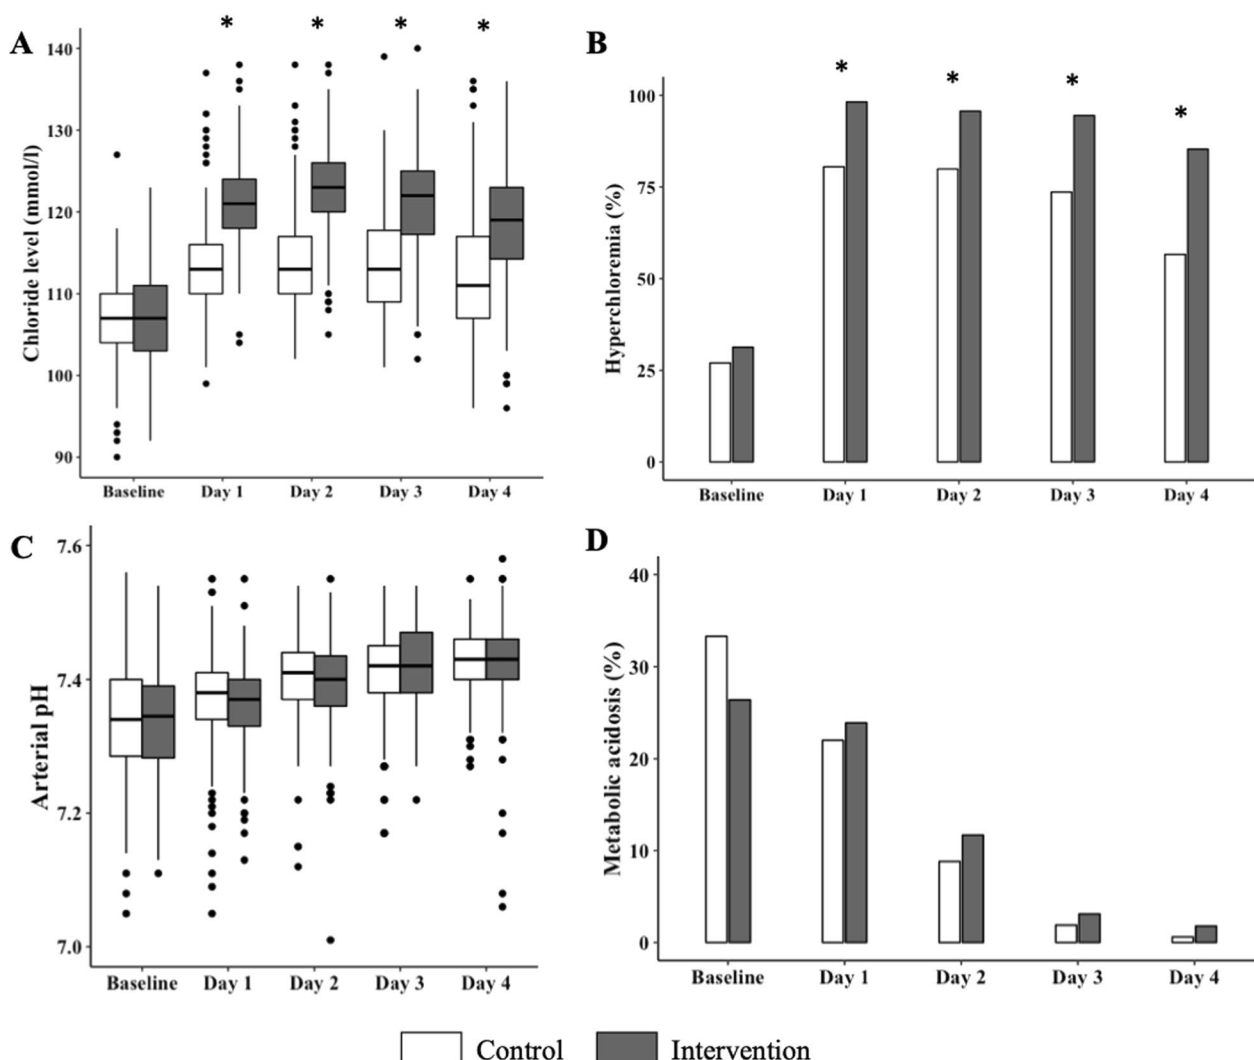 A
Chloride level (mmol/l)
140
130
120
110
100
90
* * * *
Baseline Day 1 Day 2 Day 3 Day 4
B
Hyperchloremia (%)
100
75
50
25
0
* * * *
Baseline Day 1 Day 2 Day 3 Day 4
C
Arterial pH
7.6
7.4
7.2
7.0
Baseline Day 1 Day 2 Day 3 Day 4
D
Metabolic acidosis (%)
40
30
20
10
0
Baseline Day 1 Day 2 Day 3 Day 4
Control Intervention